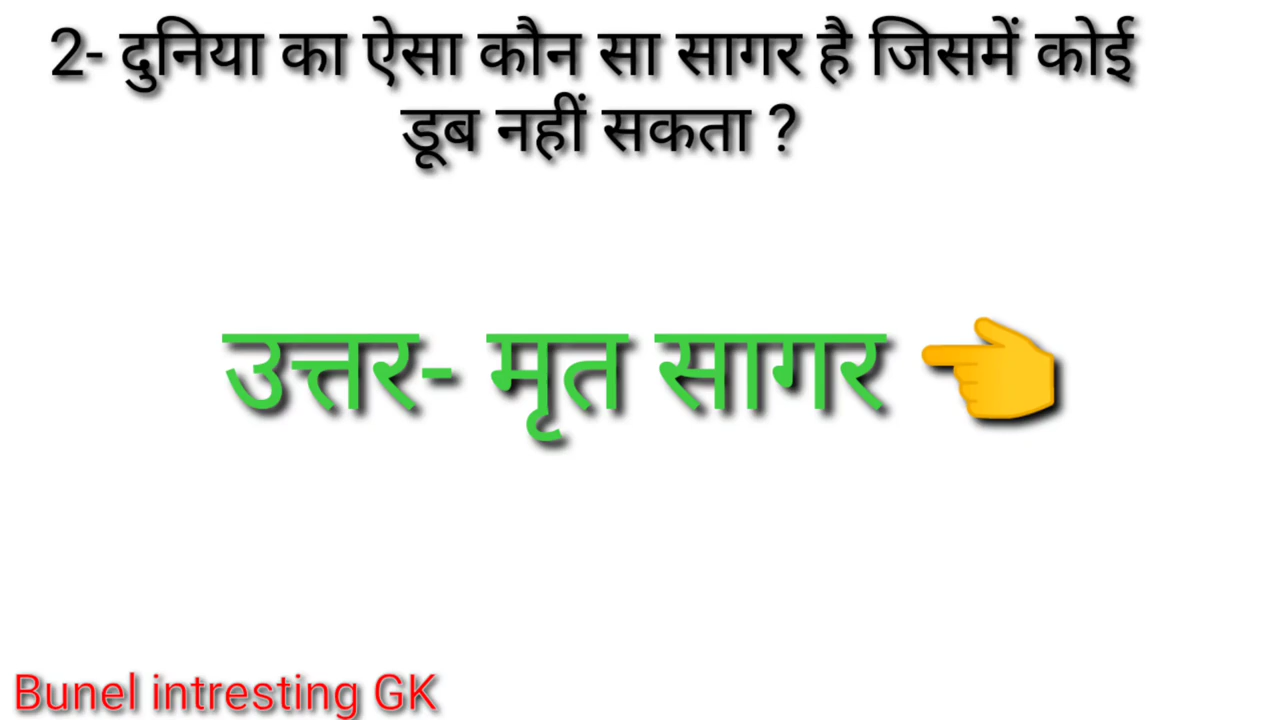 2- दुनिया का ऐसा कौन सा सागर है जिसमें कोई
डूब नहीं सकता ?
उत्तर- मृत सागर 👈
Bunel intresting GK